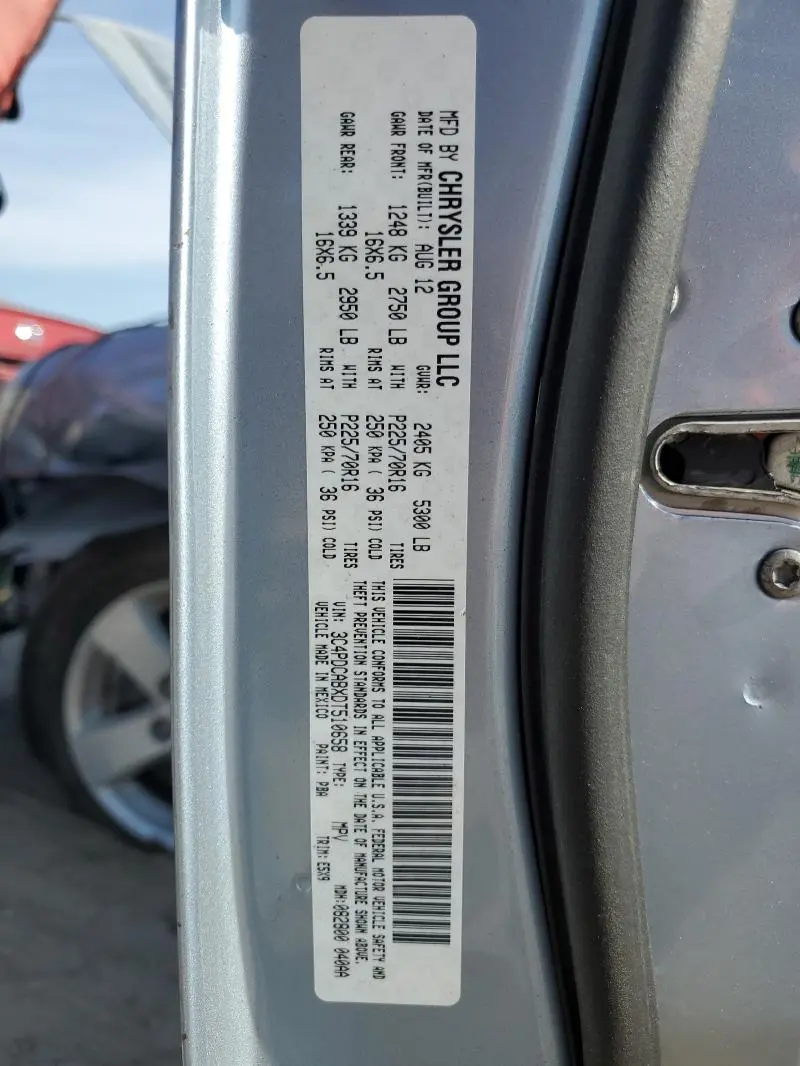 MFD BY CHRYSLER GROUP LLC
DATE OF MFR(BUILT): AUG 12 GVWR: 2405 KG 5300 LB
GAWR FRONT: 1248 KG 2750 LB WITH P225/70R16 TIRES
16X6.5 RIMS AT 250 KPA ( 36 PSI) COLD
GAWR REAR: 1339 KG 2950 LB WITH P225/70R16 TIRES
16X6.5 RIMS AT 250 KPA ( 36 PSI) COLD
THIS VEHICLE CONFORMS TO ALL APPLICABLE U.S.A. FEDERAL MOTOR VEHICLE SAFETY AND
THEFT PREVENTION STANDARDS IN EFFECT ON THE DATE OF MANUFACTURE SHOWN ABOVE.
VIN: 3C4PDCABXDT510658 TYPE: MPV MDH:082800 040AA
VEHICLE MADE IN MEXICO PAINT: PBA TRIM: E5X9